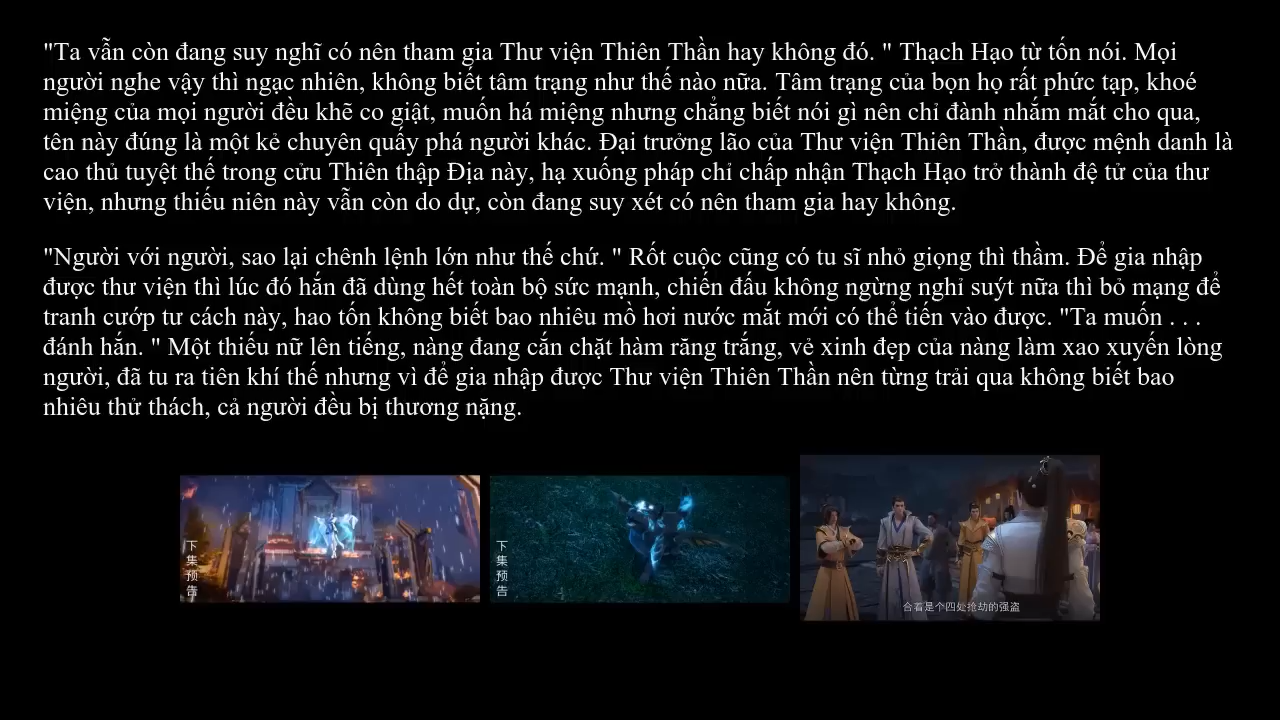 "Ta vẫn còn đang suy nghĩ có nên tham gia Thư viện Thiên Thần hay không đó. " Thạch Hạo từ tốn nói. Mọi
người nghe vậy thì ngạc nhiên, không biết tâm trạng như thế nào nữa. Tâm trạng của bọn họ rất phức tạp, khoé
miệng của mọi người đều khẽ co giật, muốn há miệng nhưng chẳng biết nói gì nên chỉ đành nhắm mắt cho qua,
tên này đúng là một kẻ chuyên quấy phá người khác. Đại trưởng lão của Thư viện Thiên Thần, được mệnh danh là
cao thủ tuyệt thế trong cửu Thiên thập Địa này, hạ xuống pháp chỉ chấp nhận Thạch Hạo trở thành đệ tử của thư
viện, nhưng thiếu niên này vẫn còn do dự, còn đang suy xét có nên tham gia hay không.
"Người với người, sao lại chênh lệnh lớn như thế chứ. " Rốt cuộc cũng có tu sĩ nhỏ giọng thì thầm. Để gia nhập
được thư viện thì lúc đó hắn đã dùng hết toàn bộ sức mạnh, chiến đấu không ngừng nghỉ suýt nữa thì bỏ mạng để
tranh cướp tư cách này, hao tốn không biết bao nhiêu mồ hơi nước mắt mới có thể tiến vào được. "Ta muốn . . .
đánh hắn. " Một thiếu nữ lên tiếng, nàng đang cắn chặt hàm răng trắng, vẻ xinh đẹp của nàng làm xao xuyến lòng
người, đã tu ra tiên khí thế nhưng vì để gia nhập được Thư viện Thiên Thần nên từng trải qua không biết bao
nhiêu thử thách, cả người đều bị thương nặng.
下集预告
下集预告
合着是个四处抢劫的强盗